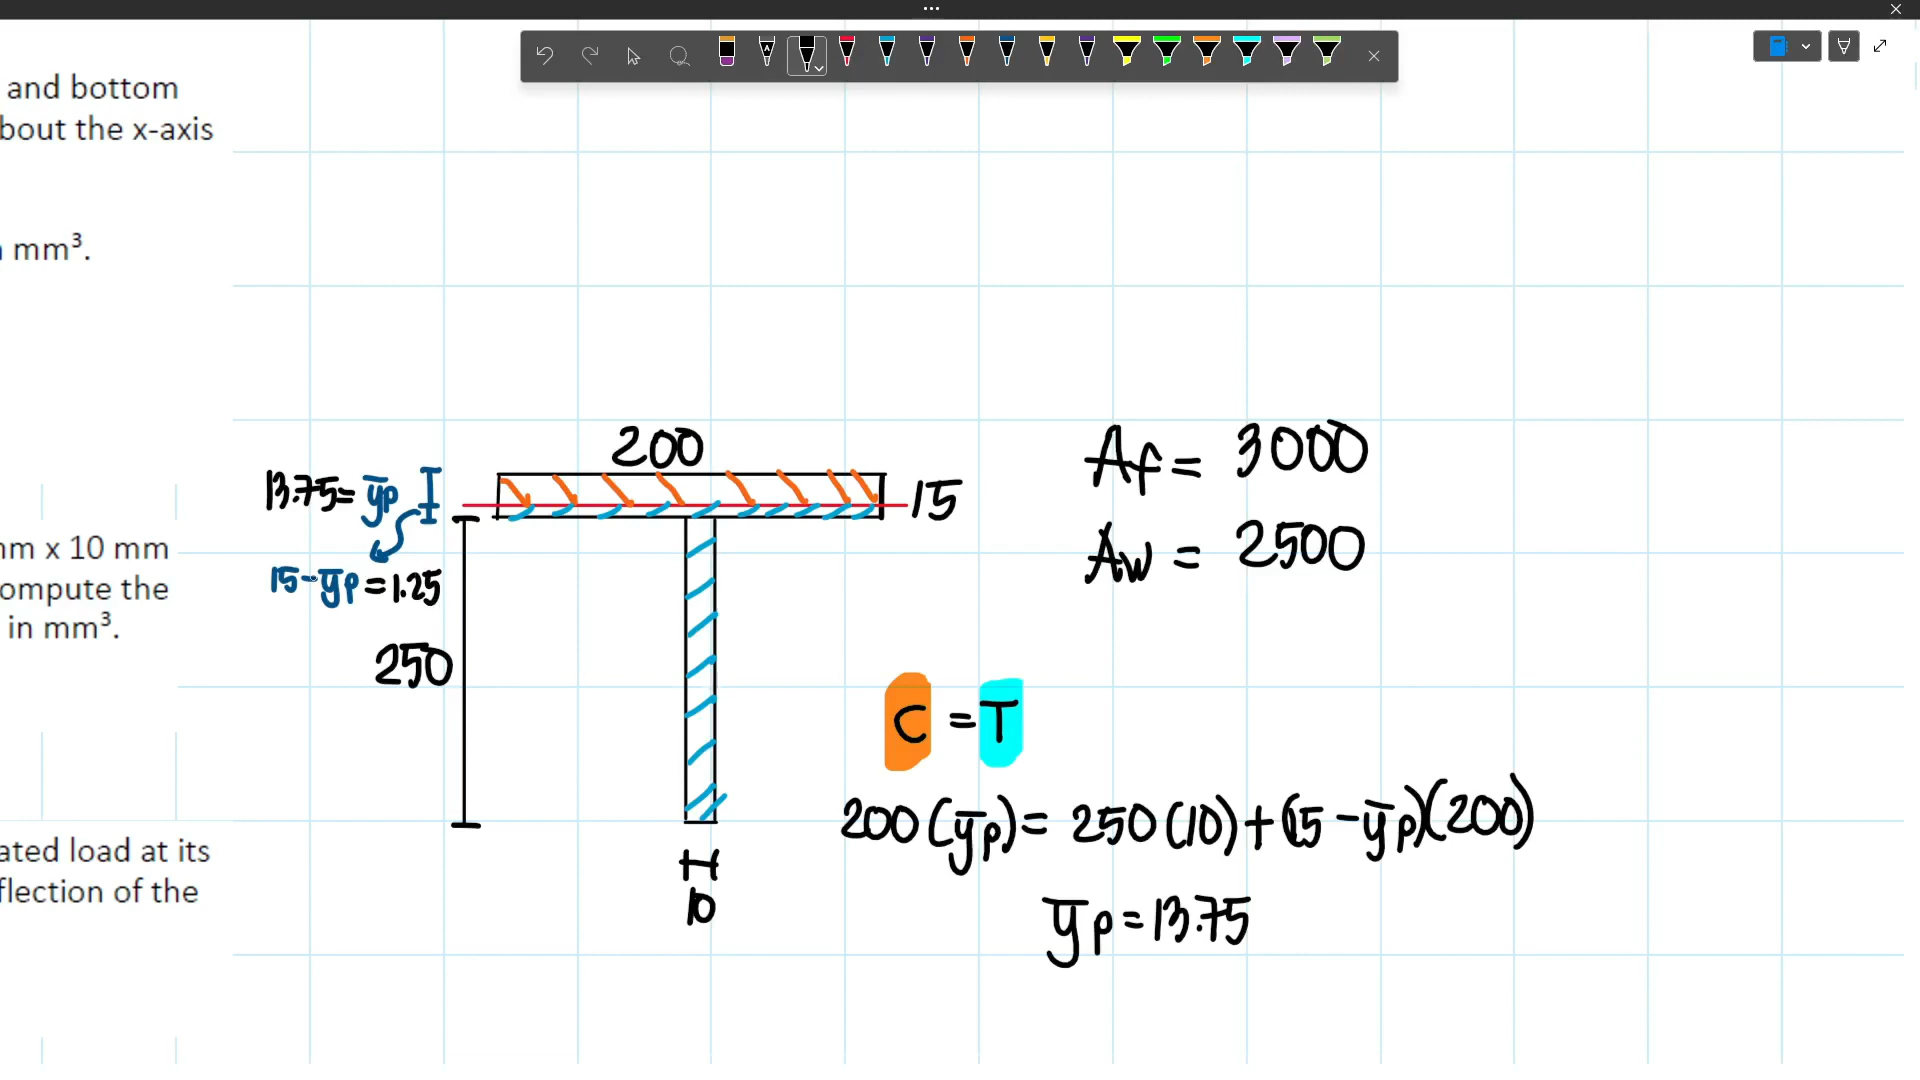 and bottom
bout the x-axis
mm³.
mm x 10 mm
ompute the
in mm³.
ated load at its
flection of the
200
13.75 = ȳp
15
15-ȳp = 1.25
250
10
Af = 3000
Aw = 2500
C = T
200(ȳp) = 250(10)+(15-ȳp)(200)
ȳp = 13.75